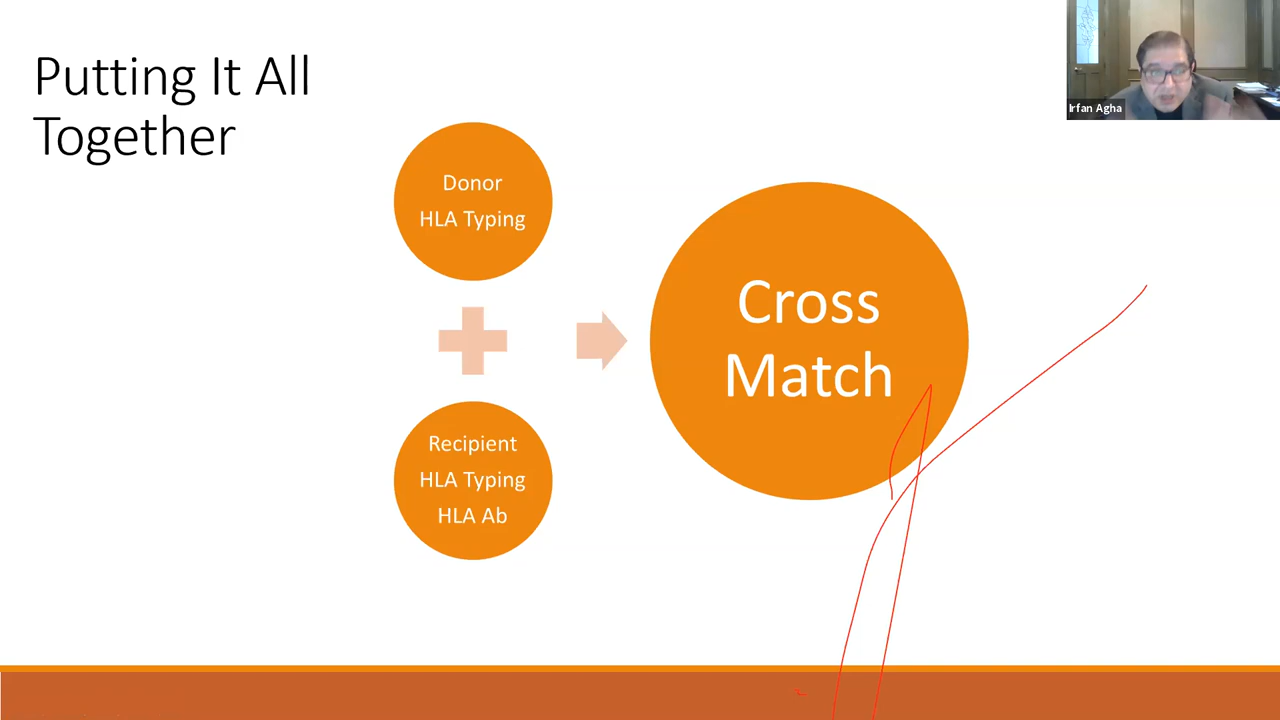 Putting It All
Together
Donor
HLA Typing
Recipient
HLA Typing
HLA Ab
Cross
Match
Irfan Agha